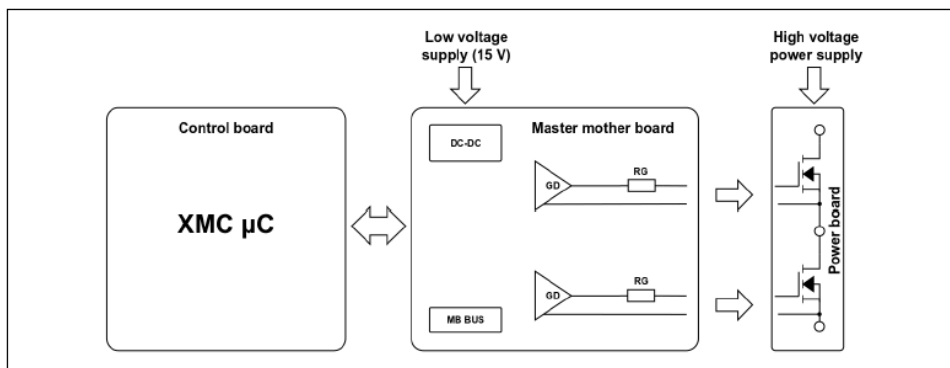 Low voltage
supply (15 V)
High voltage
power supply
Control board
XMC µC
Master mother board
DC-DC
RG
GD
RG
GD
MB BUS
Power board